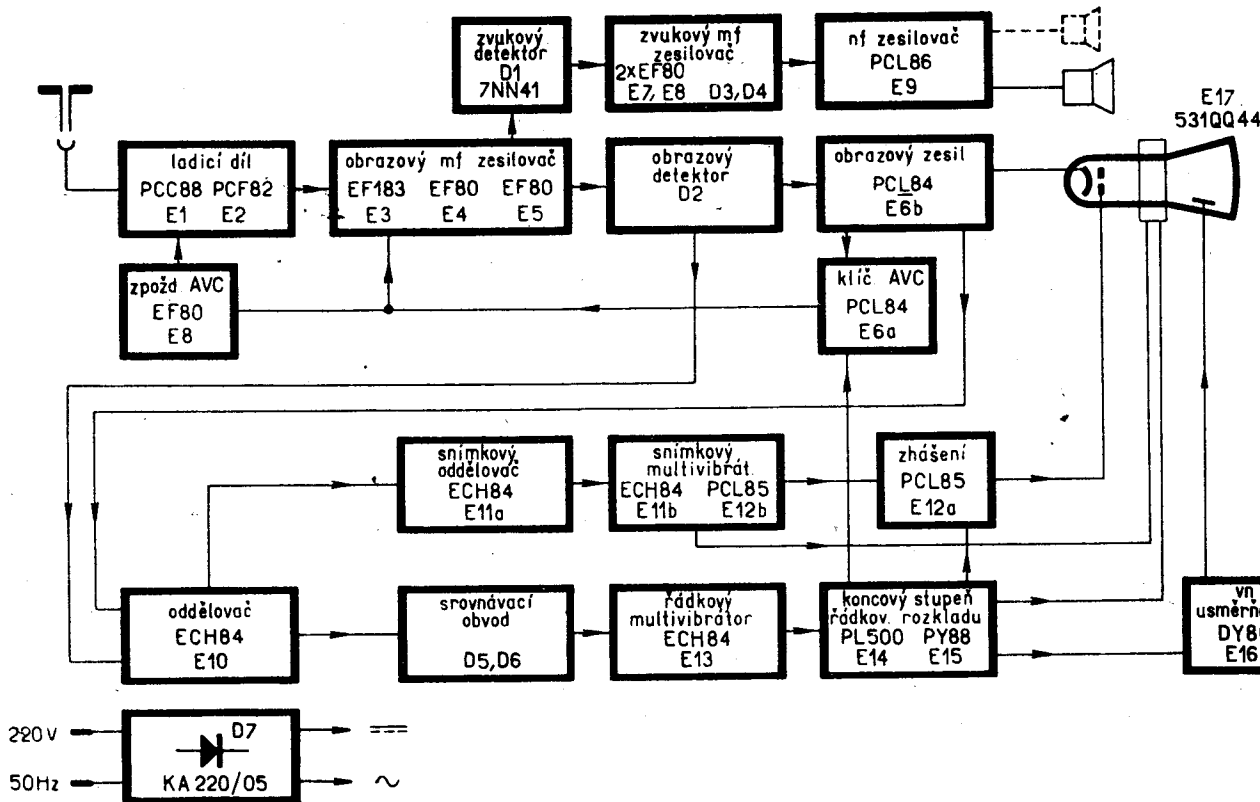 zvukový
detektor
D1
7NN41
zvukový mf
zesilovač
2xEF80
E7, E8 D3, D4
nf zesilovač
PCL86
E9
E17
531QQ44
ladicí díl
PCC88 PCF82
E1 E2
obrazový mf zesilovač
EF183 EF80 EF80
E3 E4 E5
obrazový
detektor
D2
obrazový zesil
PCL84
E6b
zpožd AVC
EF80
E8
klíč. AVC
PCL84
E6a
snímkový
oddělovač
ECH84
E11a
snímkový
multivibrát.
ECH84 PCL85
E11b E12b
zhášení
PCL85
E12a
oddělovač
ECH84
E10
srovnávací
obvod
D5, D6
řádkový
multivibrátor
ECH84
E13
koncový stupeň
řádkov. rozkladu
PL500 PY88
E14 E15
vn
E16
220V
50Hz
D7
KA 220/05